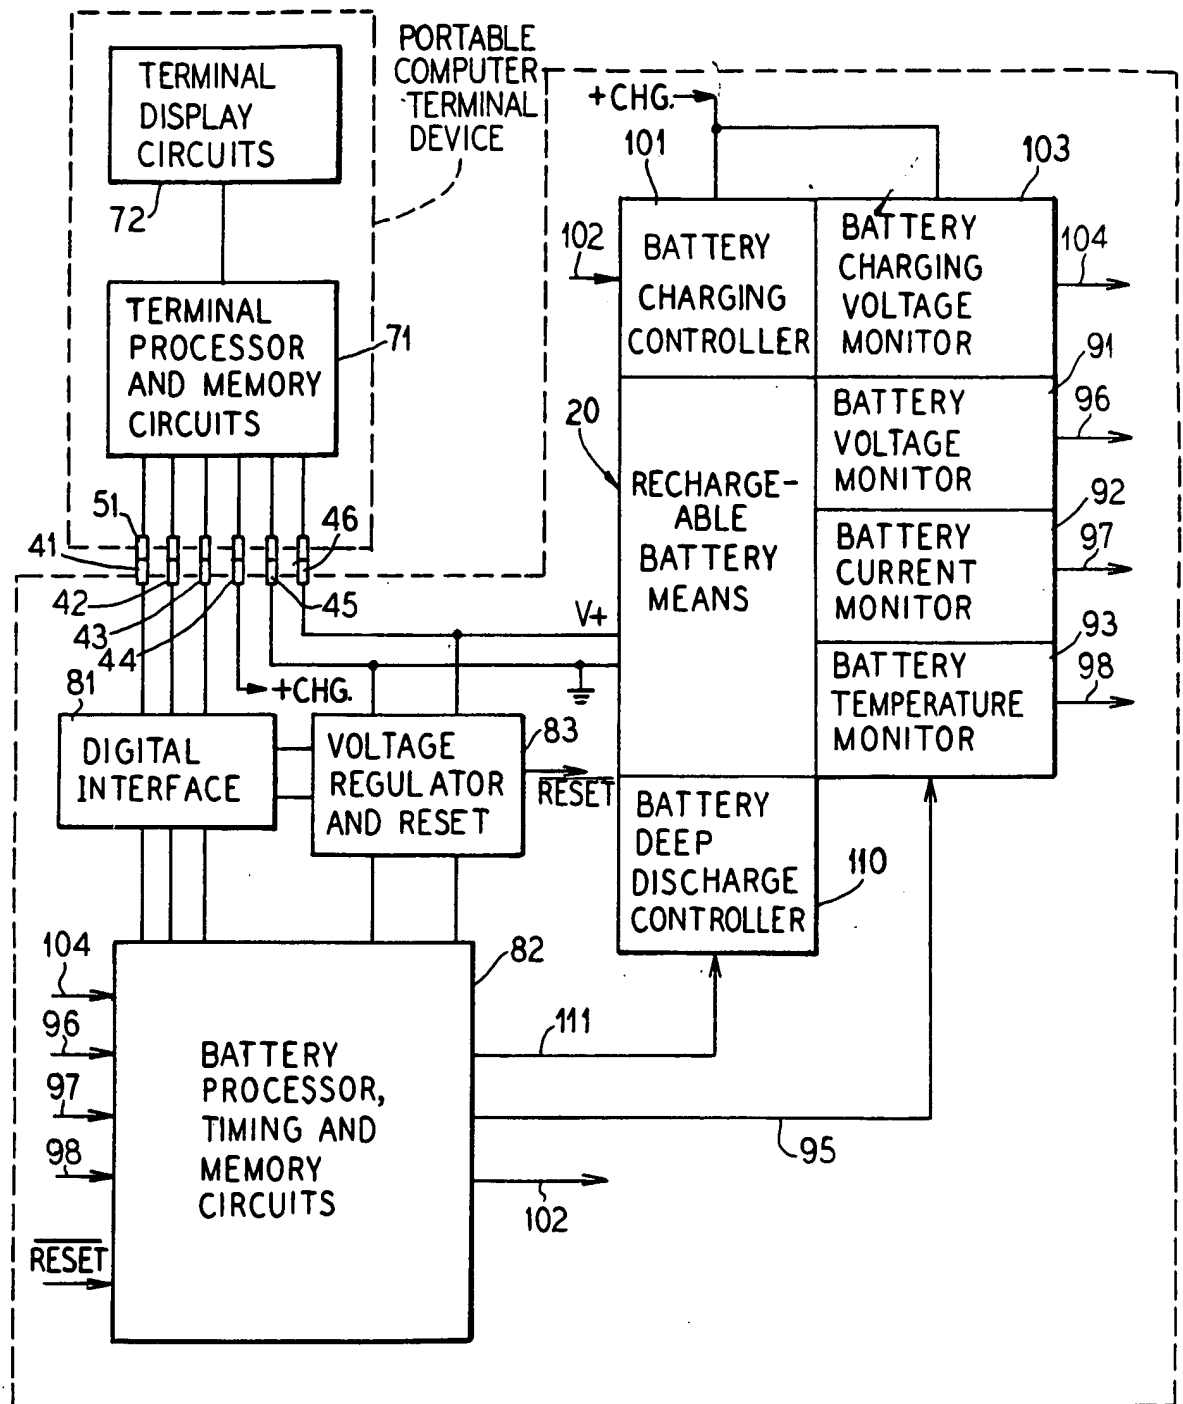 TERMINAL
DISPLAY
CIRCUITS
72
PORTABLE
COMPUTER
TERMINAL
DEVICE
TERMINAL
PROCESSOR
AND MEMORY
CIRCUITS
71
51
41
42
43
44
45
46
+CHG.
V+
81
DIGITAL
INTERFACE
VOLTAGE
REGULATOR
AND RESET
83
RESET
+CHG.
101
102
BATTERY
CHARGING
CONTROLLER
103
BATTERY
CHARGING
VOLTAGE
MONITOR
104
20
RECHARGE-
ABLE
BATTERY
MEANS
91
BATTERY
VOLTAGE
MONITOR
96
92
BATTERY
CURRENT
MONITOR
97
93
BATTERY
TEMPERATURE
MONITOR
98
BATTERY
DEEP
DISCHARGE
CONTROLLER
110
104
96
97
98
RESET
82
BATTERY
PROCESSOR,
TIMING AND
MEMORY
CIRCUITS
111
95
102